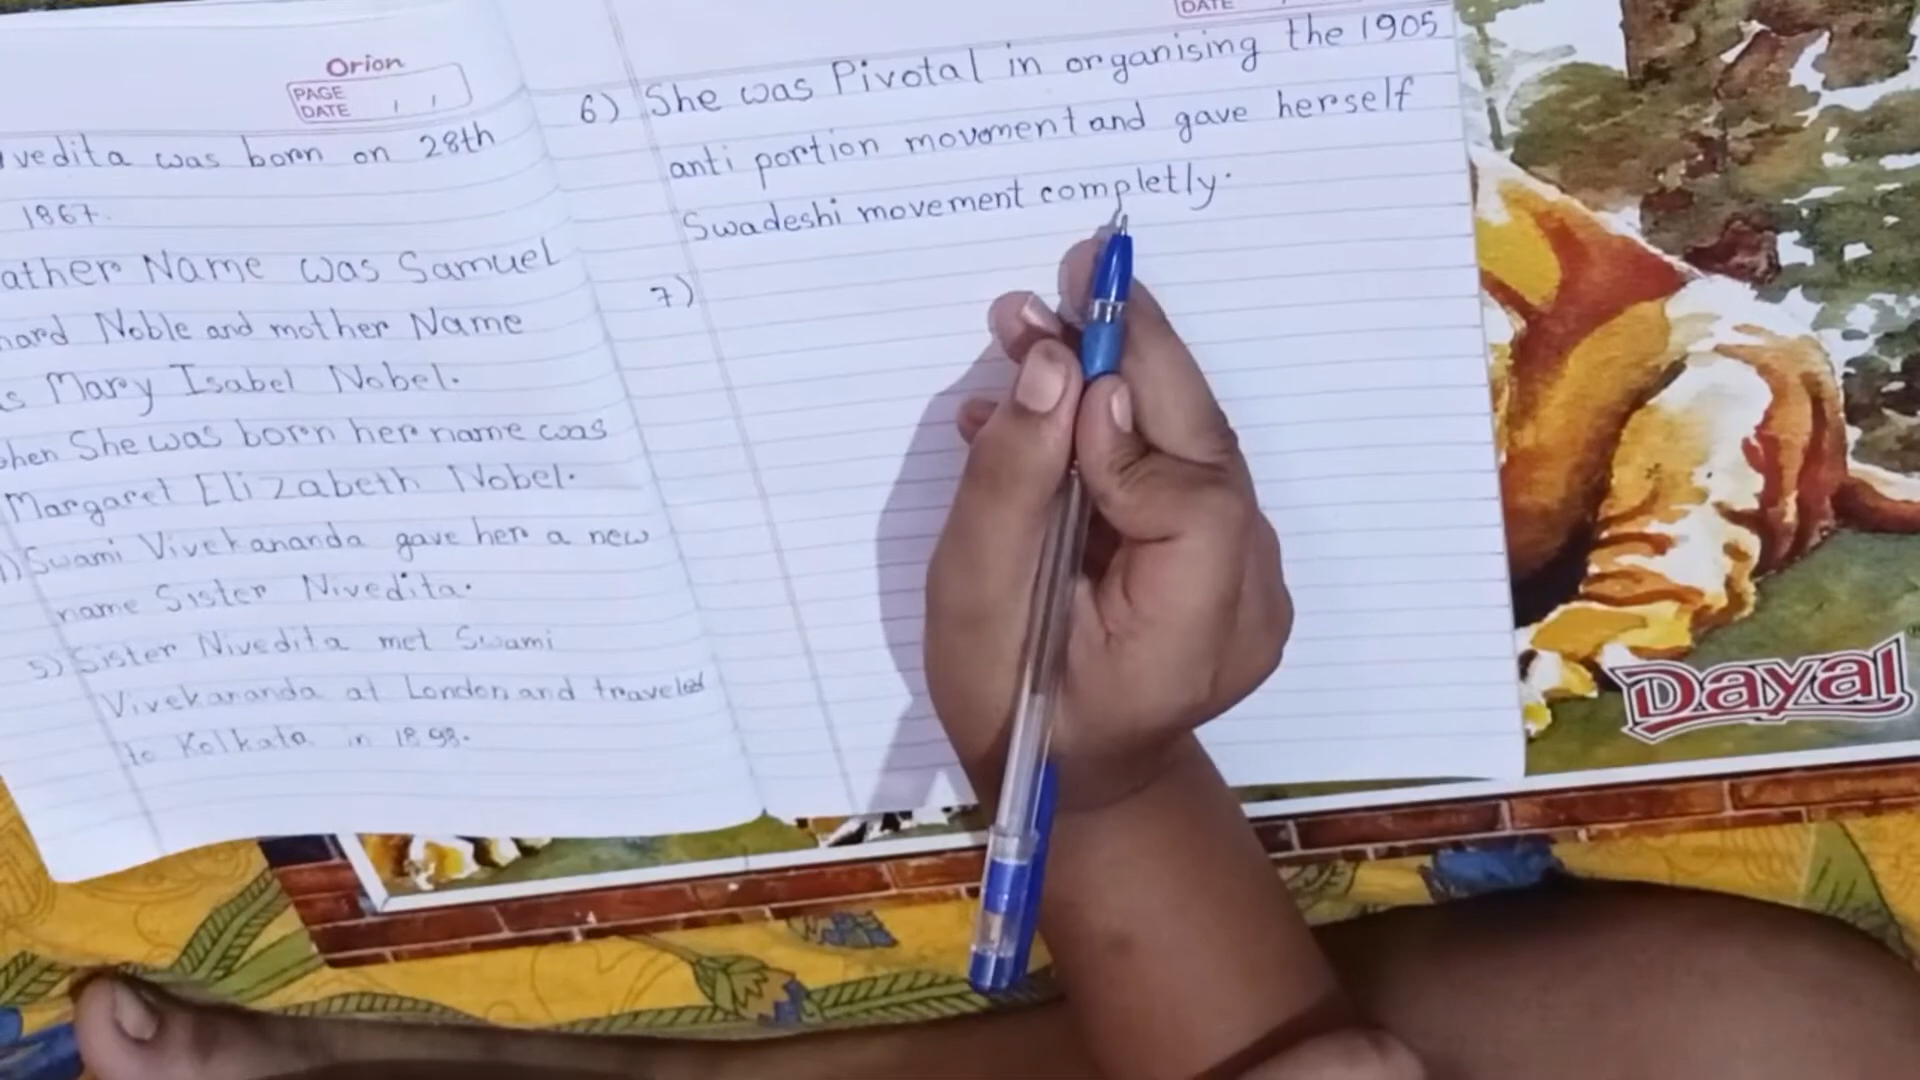 Orion
PAGE
DATE / /
vedita was born on 28th
1867.
ather Name was Samuel
hard Noble and mother Name
s Mary Isabel Nobel.
hen She was born her name was
Margaret Elizabeth Nobel.
) Swami Vivekananda gave her a new
name Sister Nivedita.
5) Sister Nivedita met Swami
Vivekananda at London and traveled
to Kolkata in 1898.
DATE
6) She was Pivotal in organising the 1905
anti portion movement and gave herself
Swadeshi movement completly.
7)
Dayal